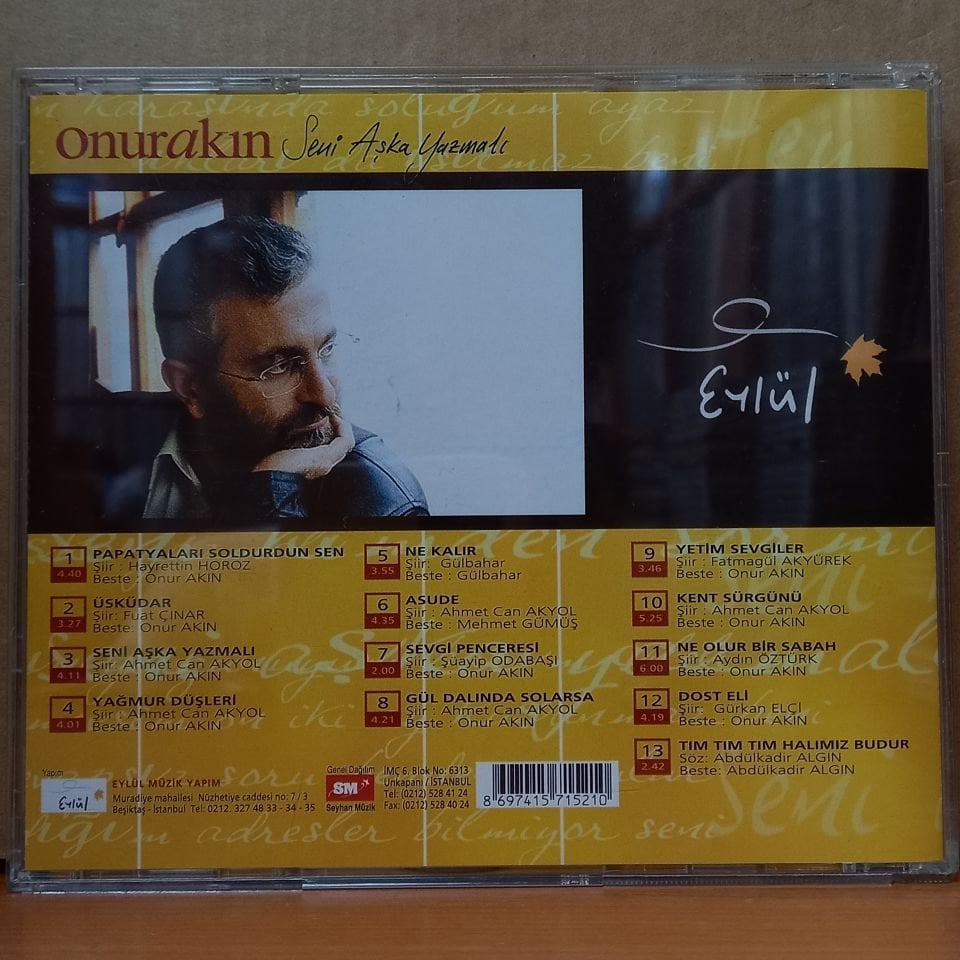 n karasında soluğum ayaz
onurakın Seni Aşka Yazmalı
Eylül
1 PAPATYALARI SOLDURDUN SEN
4.40 Şiir : Hayrettin HOROZ
Beste : Onur AKIN
2 ÜSKÜDAR
3.27 Şiir: Fuat ÇINAR
Beste: Onur AKIN
3 SENİ AŞKA YAZMALI
4.11 Şiir: Ahmet Can AKYOL
Beste : Onur AKIN
4 YAĞMUR DÜŞLERİ
4.01 Şiir : Ahmet Can AKYOL
Beste : Onur AKIN
5 NE KALIR
3.55 Şiir : Gülbahar
Beste : Gülbahar
6 ASUDE
4.35 Şiir : Ahmet Can AKYOL
Beste : Mehmet GÜMÜŞ
7 SEVGİ PENCERESİ
2.00 Şiir : Şüayip ODABAŞI
Beste : Onur AKIN
8 GÜL DALINDA SOLARSA
4.21 Şiir : Ahmet Can AKYOL
Beste : Onur AKIN
9 YETİM SEVGİLER
3.46 Şiir : Fatmagül AKYÜREK
Beste : Onur AKIN
10 KENT SÜRGÜNÜ
5.25 Şiir : Ahmet Can AKYOL
Beste : Onur AKIN
11 NE OLUR BİR SABAH
6.00 Şiir : Aydın ÖZTÜRK
Beste : Onur AKIN
12 DOST ELİ
4.19 Şiir: Gürkan ELÇİ
Beste : Onur AKIN
13 TIM TIM TIM HALIMIZ BUDUR
2.42 Söz: Abdülkadir ALGIN
Beste: Abdülkadir ALGIN
Yapım
Eylül
EYLÜL MÜZİK YAPIM
Muradiye mahallesi Nüzhetiye caddesi no: 7 / 3
Beşiktaş - İstanbul Tel: 0212. 327 48 33 - 34 - 35
Genel Dağılım
SM
Seyhan Müzik
İMÇ 6. Blok No: 6313
Unkapanı / İSTANBUL
Tel: (0212) 528 41 24
Fax: (0212) 528 40 24
8 697415 715210
dığım adresler bilmiyor seni
Seni